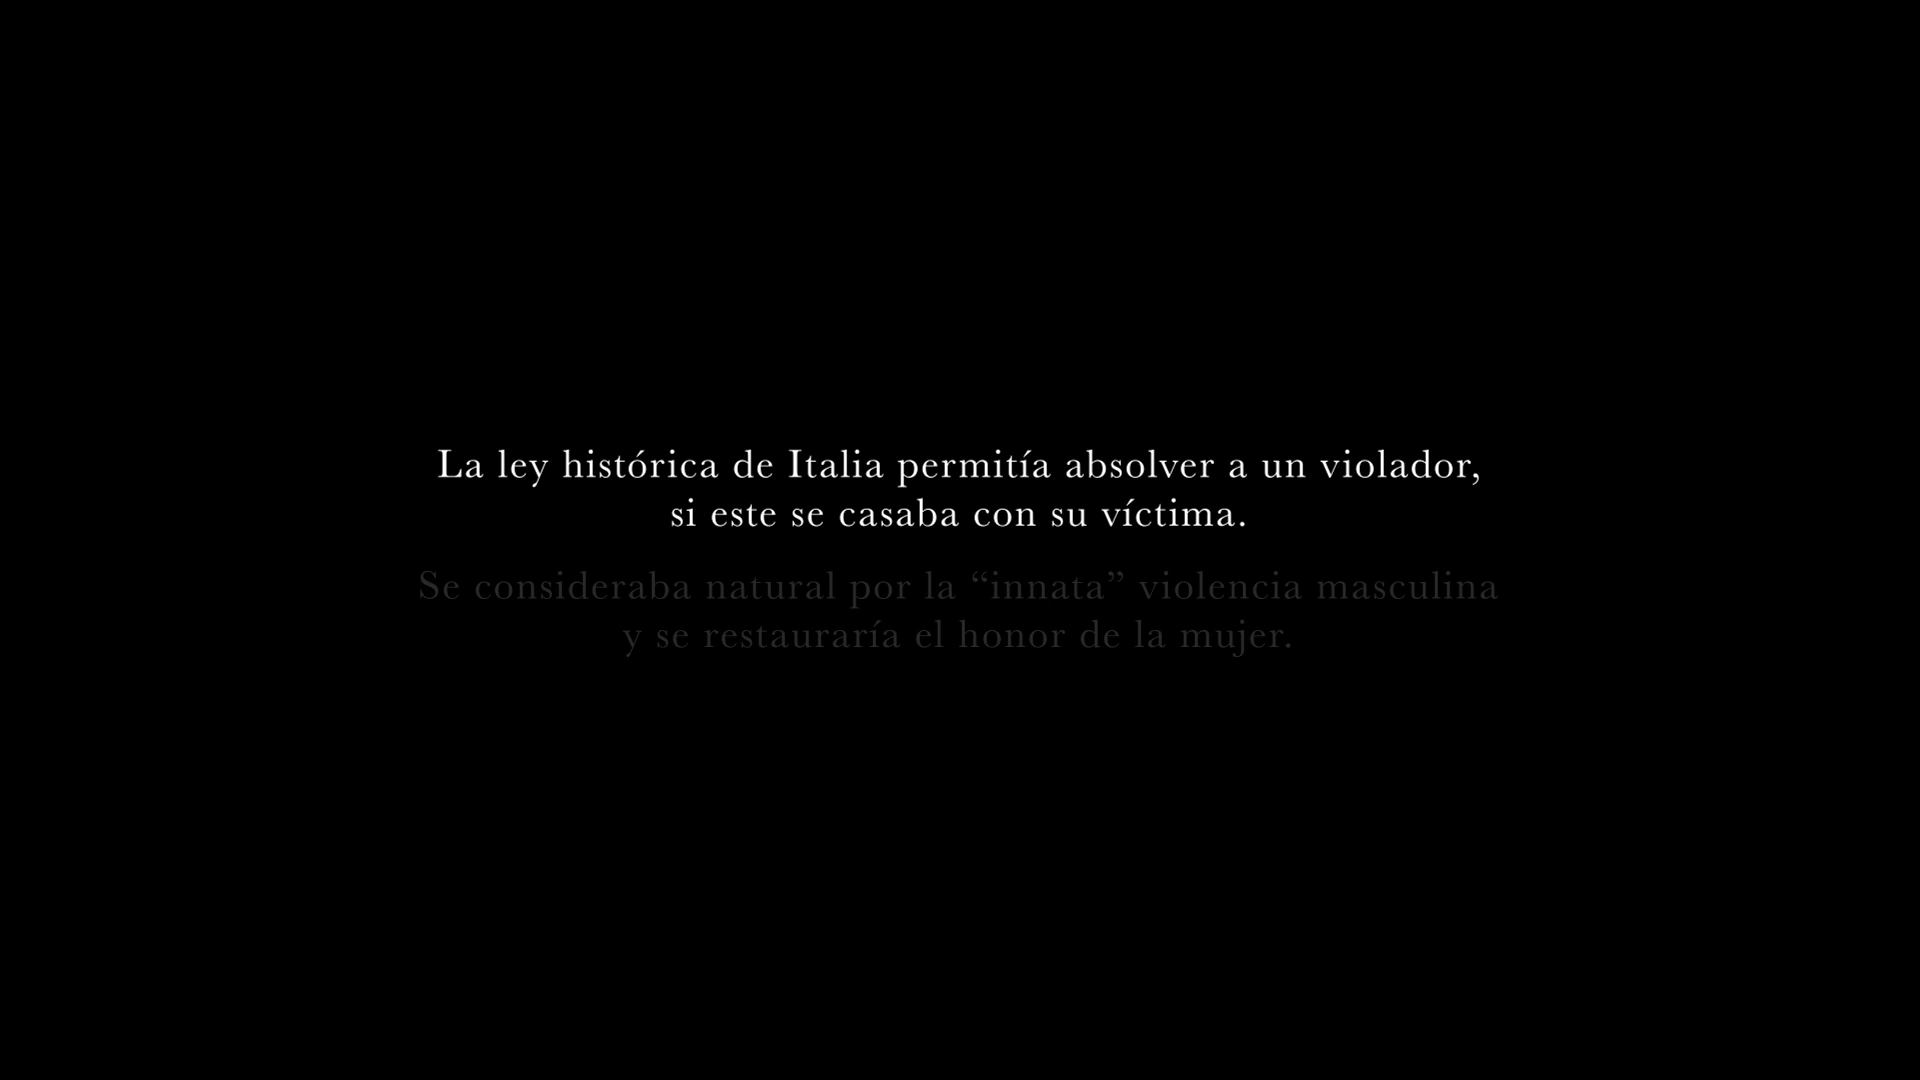 La ley histórica de Italia permitía absolver a un violador,
si este se casaba con su víctima.
Se consideraba natural por la “innata” violencia masculina
y se restauraría el honor de la mujer.